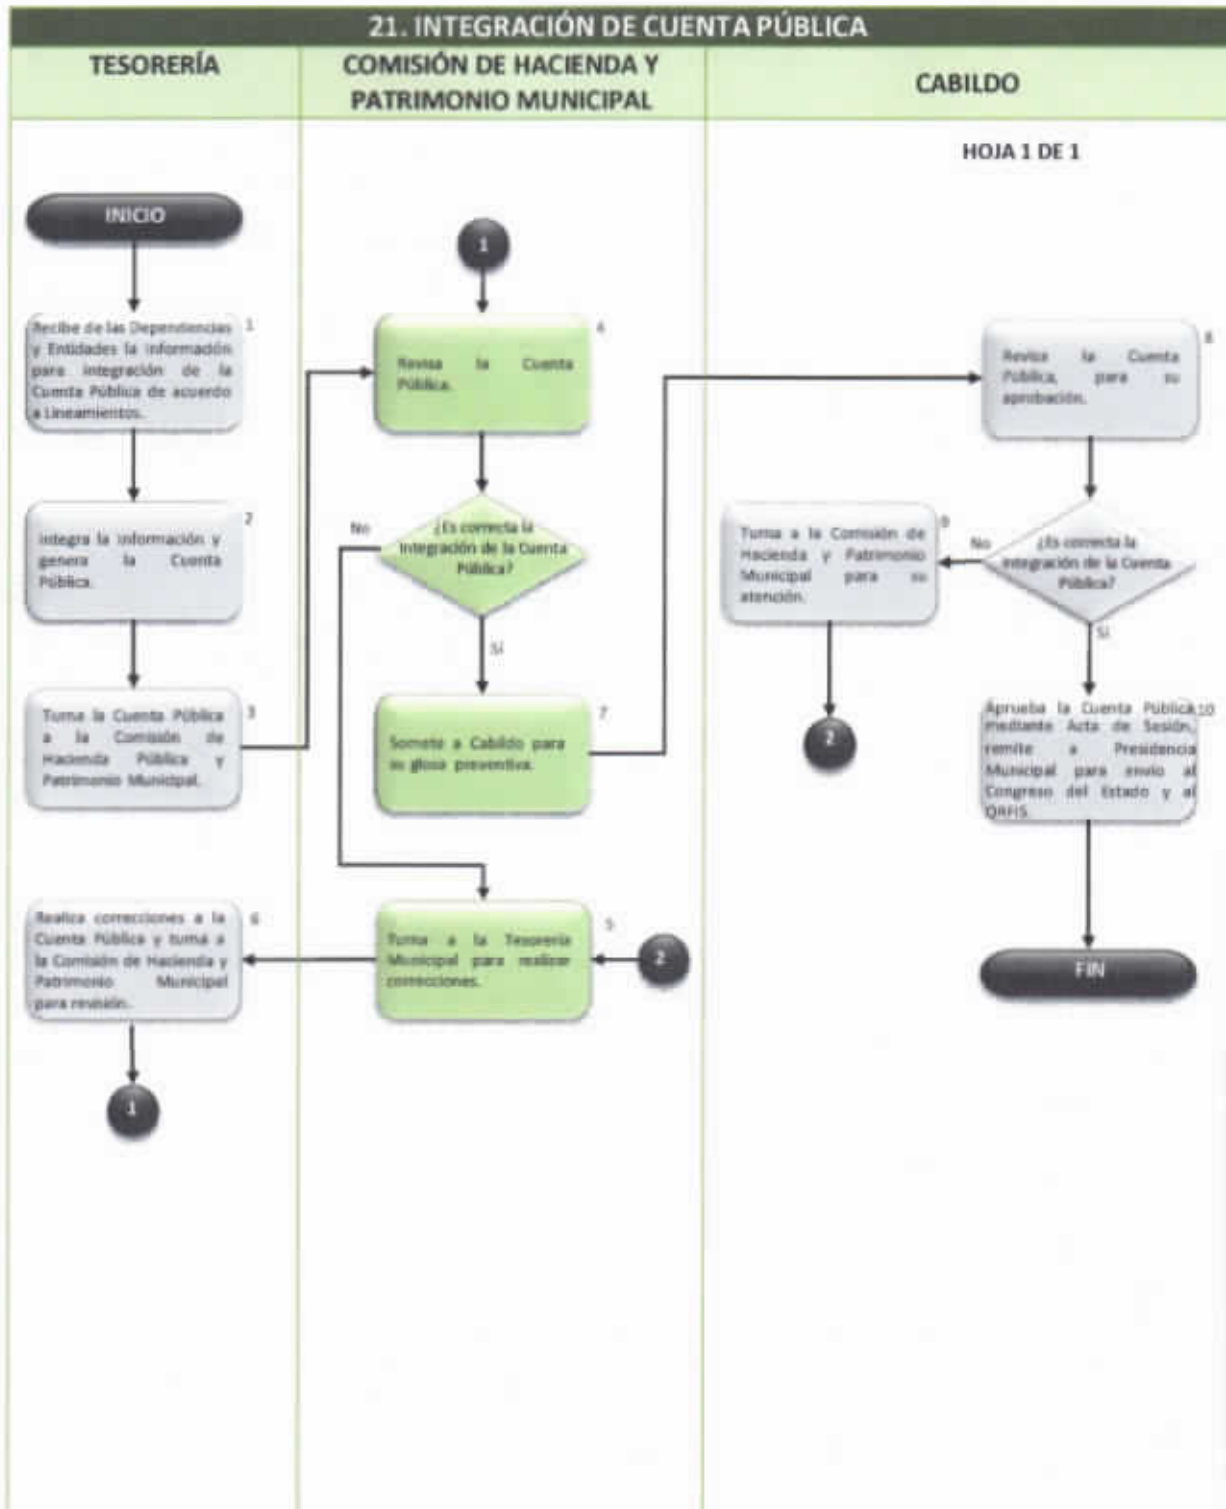 21. INTEGRACIÓN DE CUENTA PÚBLICA
TESORERÍA
COMISIÓN DE HACIENDA Y
PATRIMONIO MUNICIPAL
CABILDO
HOJA 1 DE 1
INICIO
1
Recibe de las Dependencias
y Entidades la información
para integración de la
Cuenta Pública de acuerdo
a Lineamientos.
2
Integra la información y
genera la Cuenta
Pública.
3
Turna la Cuenta Pública
a la Comisión de
Hacienda Pública y
Patrimonio Municipal.
6
Realiza correcciones a la
Cuenta Pública y turna a
la Comisión de Hacienda y
Patrimonio Municipal
para revisión.
1
1
4
Revisa la Cuenta
Pública.
No
¿Es correcta la
Integración de la Cuenta
Pública?
Sí
7
Somete a Cabildo para
su glosa preventiva.
5
Turna a la Tesorería
Municipal para realizar
correcciones.
2
8
Revisa la Cuenta
Pública, para su
aprobación.
9
Turna a la Comisión de
Hacienda y Patrimonio
Municipal para su
atención.
No
¿Es correcta la
integración de la Cuenta
Pública?
Sí
2
10
Aprueba la Cuenta Pública
mediante Acta de Sesión,
remite a Presidencia
Municipal para envío al
Congreso del Estado y al
ORFIS.
FIN